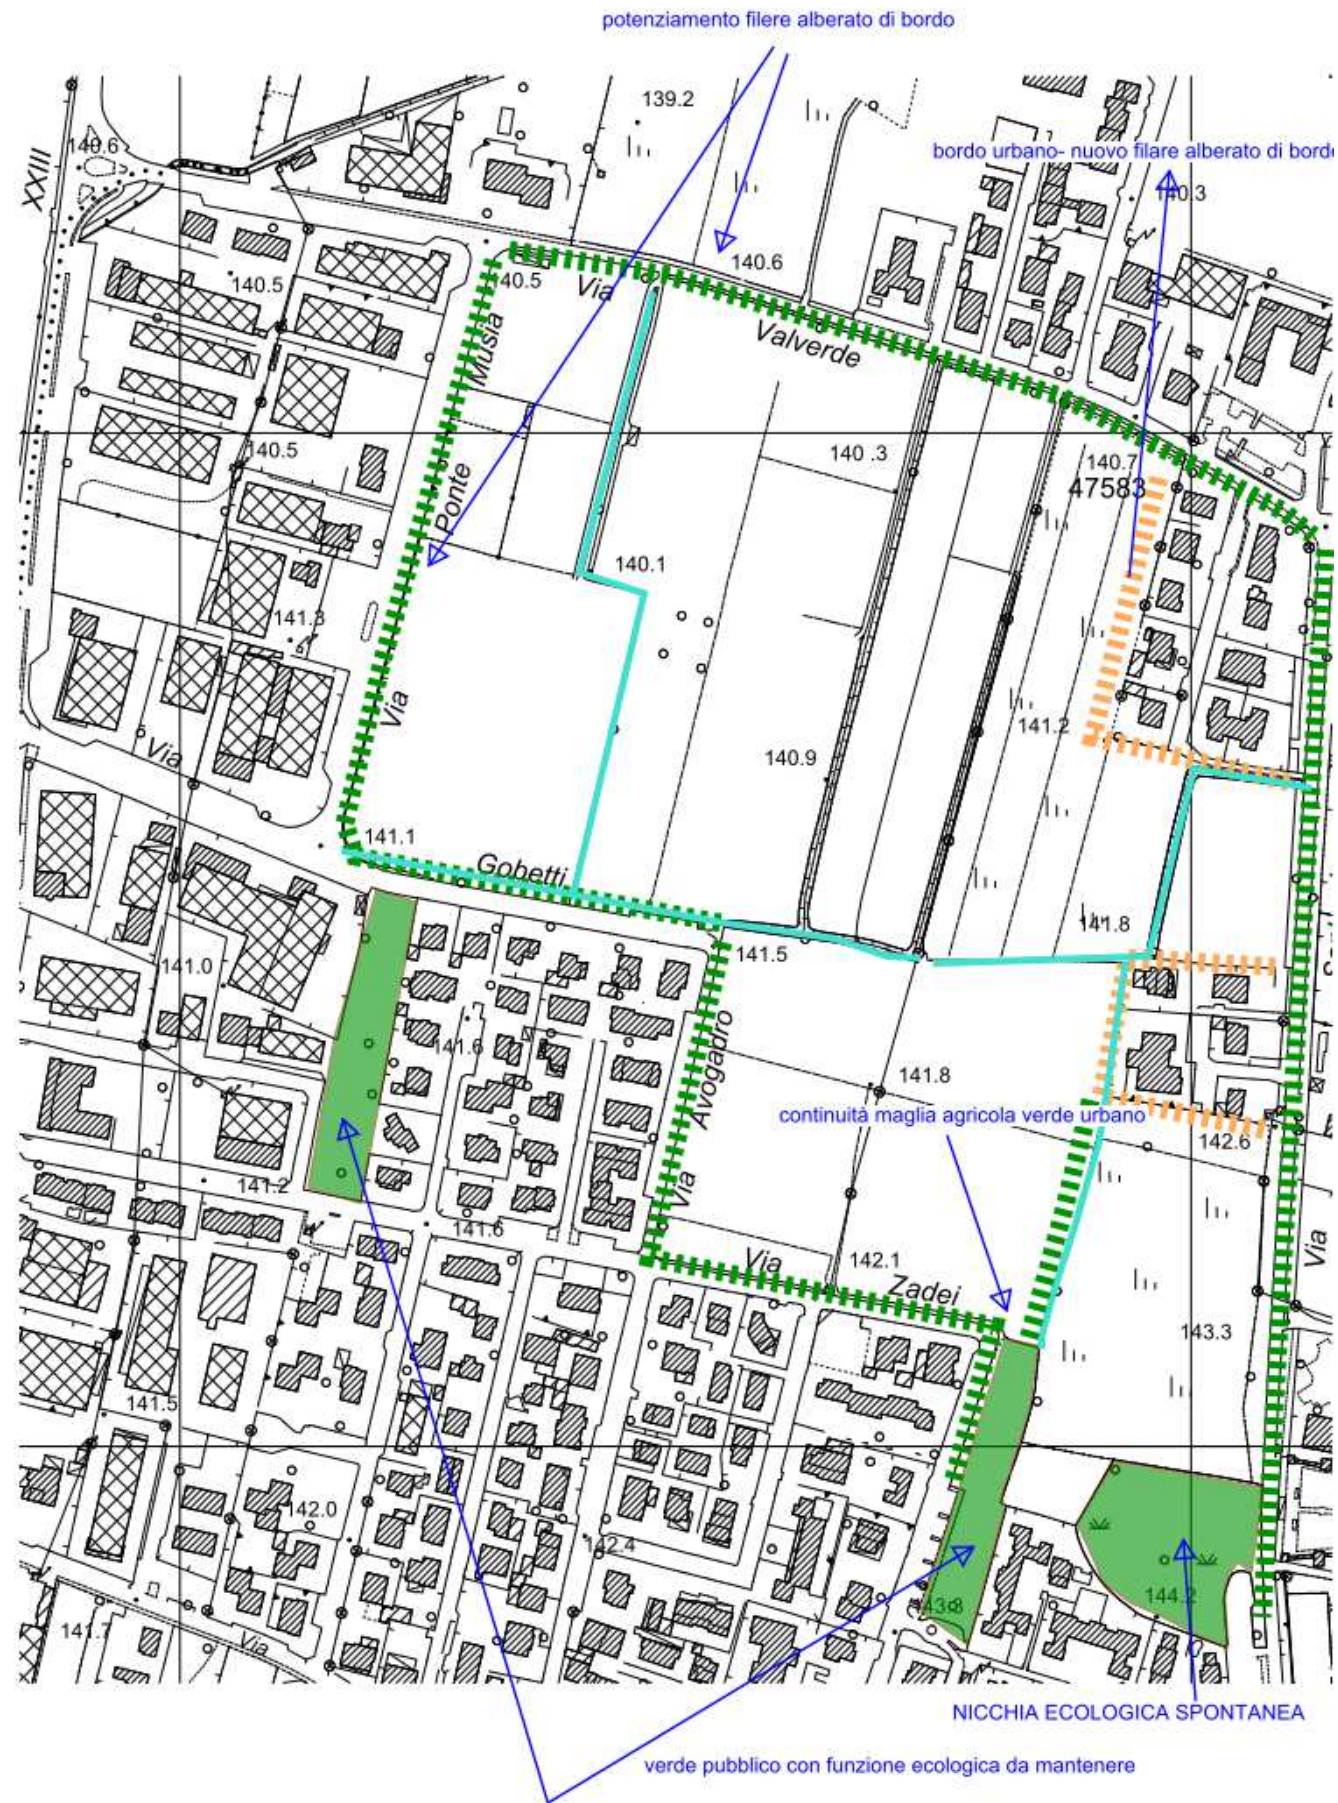 potenziamento filere alberato di bordo
139.2
bordo urbano- nuovo filare alberato di bordo
140.6
XXIII
140.3
140.6
140.5
140.5
Via
Valverde
Musia
140.5
140 .3
140.7
47583
Ponte
140.1
141.3
141.2
Via
140.9
Via
141.1
Gobetti
141.8
141.5
141.0
141.6
Avogadro
141.8
continuità maglia agricola verde urbano
142.6
141.2
Via
141.6
Via
142.1
Zadei
Via
143.3
141.5
142.0
142.4
144.2
143.8
141.7
Via
NICCHIA ECOLOGICA SPONTANEA
verde pubblico con funzione ecologica da mantenere